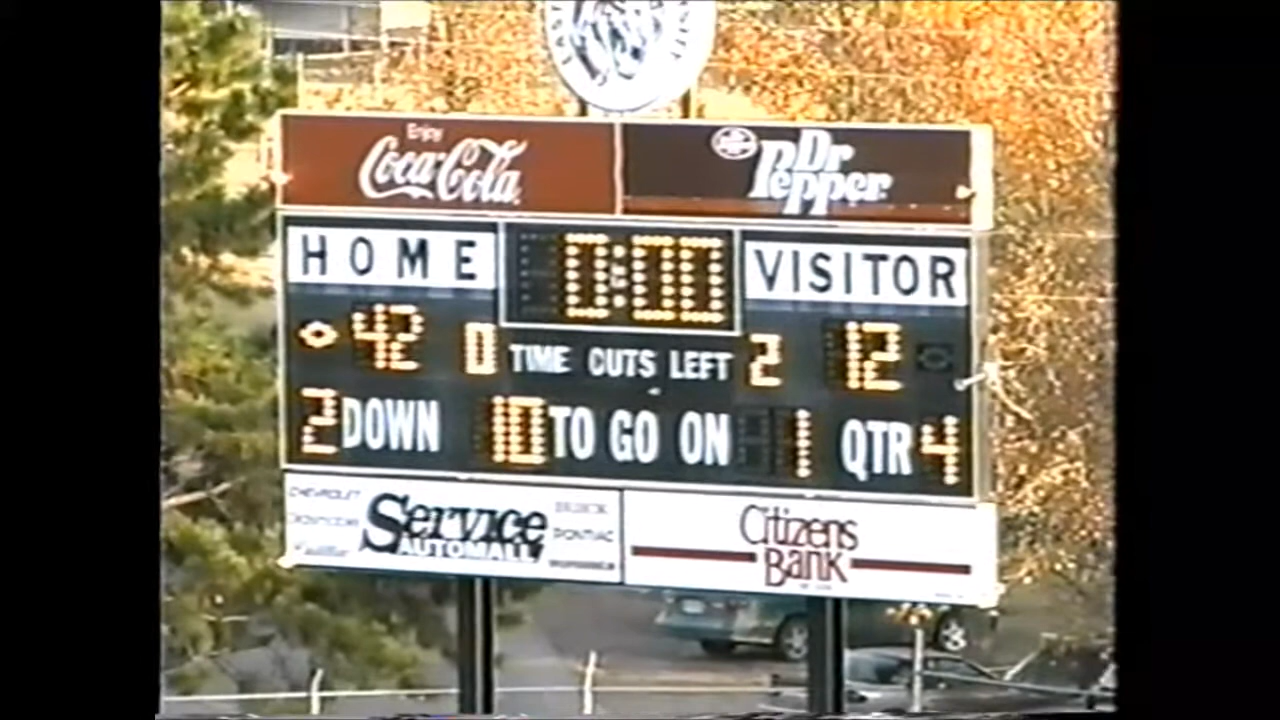 Enjoy
Coca-Cola
Dr
Pepper
HOME 0:00 VISITOR
42 0 TIME OUTS LEFT 2 12
2 DOWN 10 TO GO ON 1 QTR 4
CHEVROLET
Service
AUTOMALL
BUICK
PONTIAC
Citizens
Bank